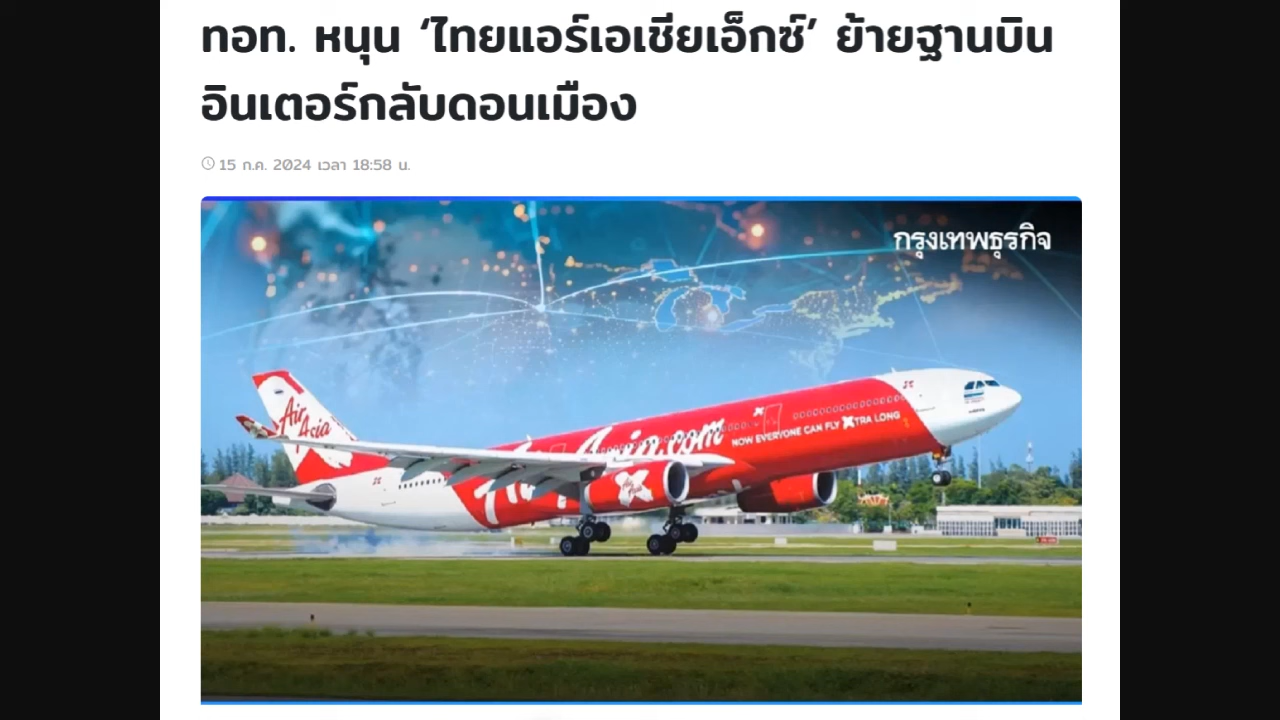 ทอท. หนุน ‘ไทยแอร์เอเชียเอ็กซ์’ ย้ายฐานบิน
อินเตอร์กลับดอนเมือง
15 ก.ค. 2024 เวลา 18:58 น.
กรุงเทพธุรกิจ
Air
Asia
AirAsia.com
NOW EVERYONE CAN FLY XTRA LONG